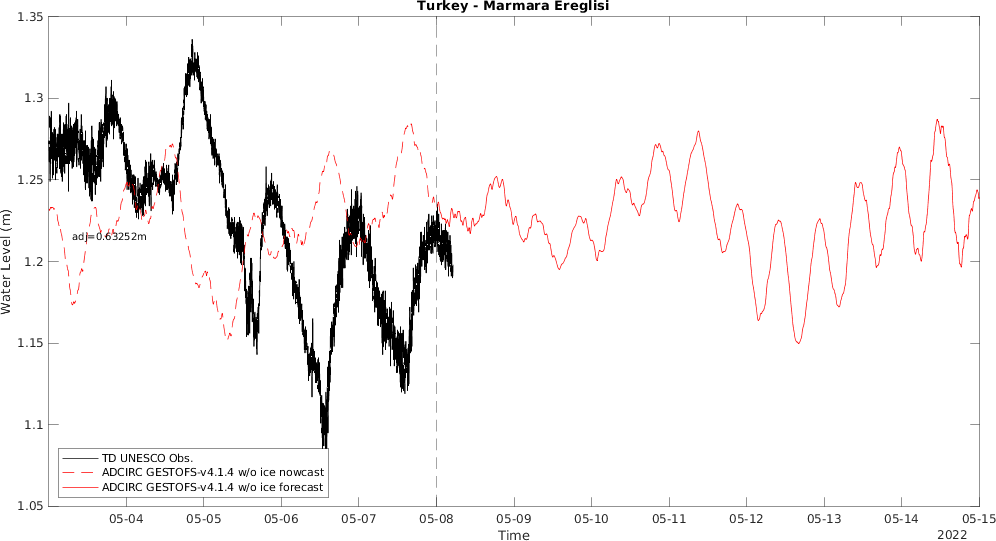 Turkey - Marmara Ereglisi
1.35
1.3
1.25
1.2
1.15
1.1
1.05
Water Level (m)
adj=0.63252m
TD UNESCO Obs.
ADCIRC GESTOFS-v4.1.4 w/o ice nowcast
ADCIRC GESTOFS-v4.1.4 w/o ice forecast
05-04 05-05 05-06 05-07 05-08 05-09 05-10 05-11 05-12 05-13 05-14 05-15
Time
2022